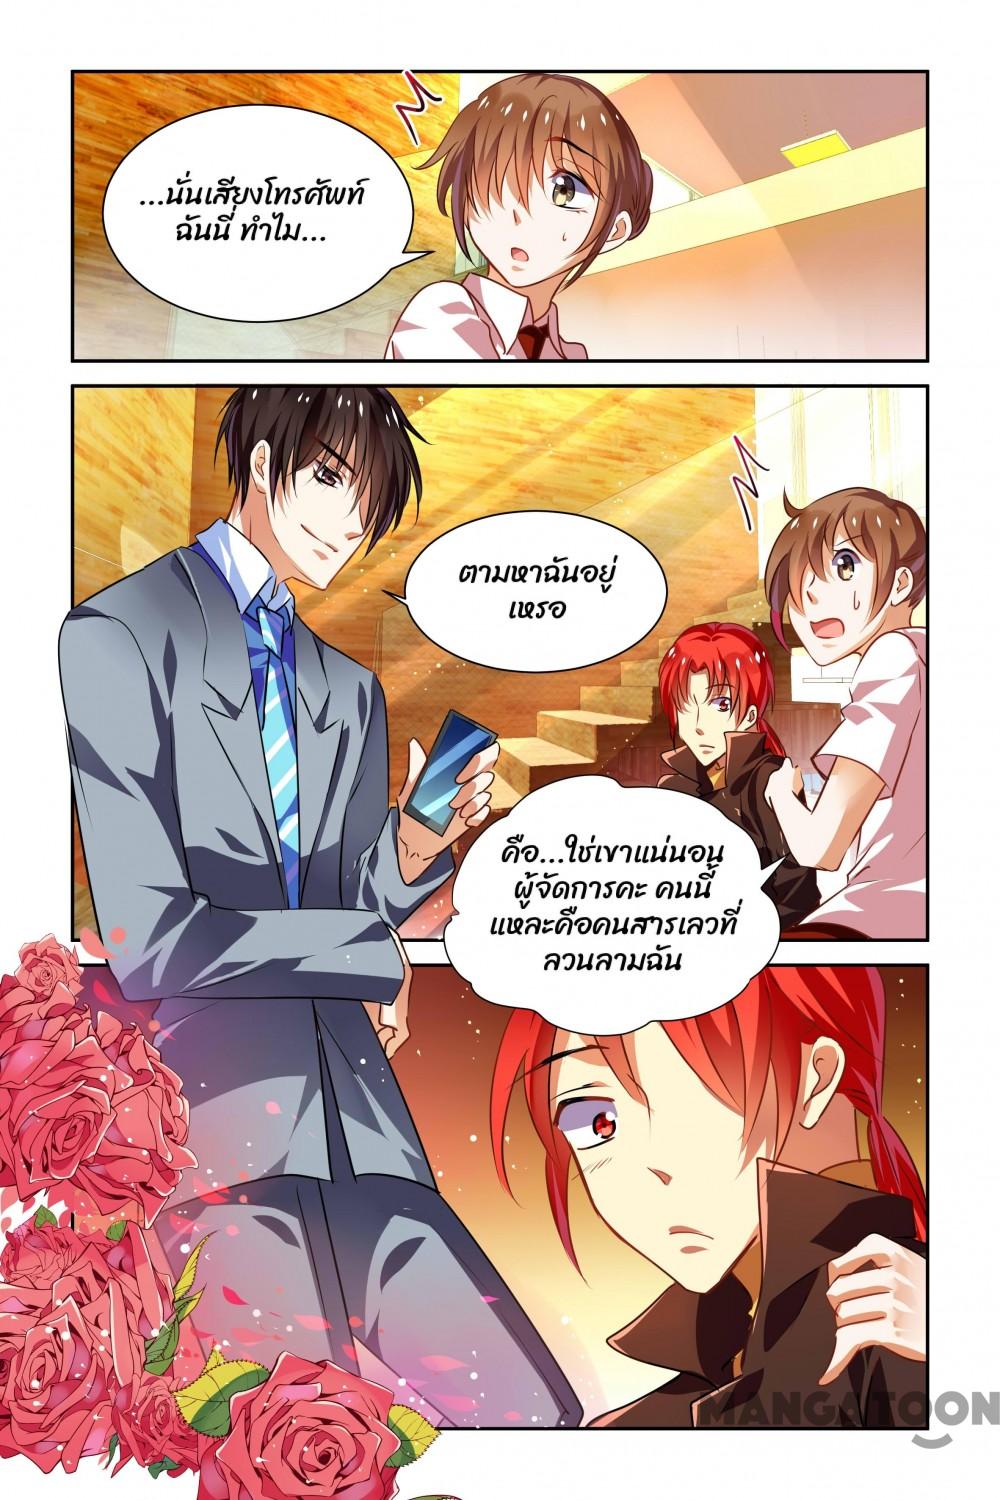 ...นั่นเสียงโทรศัพท์
ฉันนี่ ทำไม...
ตามหาฉันอยู่
เหรอ
คือ...ใช่เขาแน่นอน
ผู้จัดการคะ คนนี้
แหละคือคนสารเลวที่
ลวนลามฉัน
MANGATOON